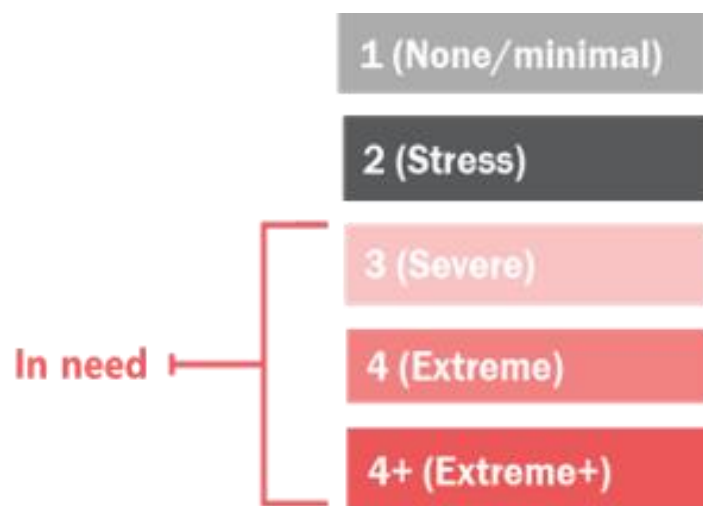 1 (None/minimal)
2 (Stress)
3 (Severe)
In need
4 (Extreme)
4+ (Extreme+)